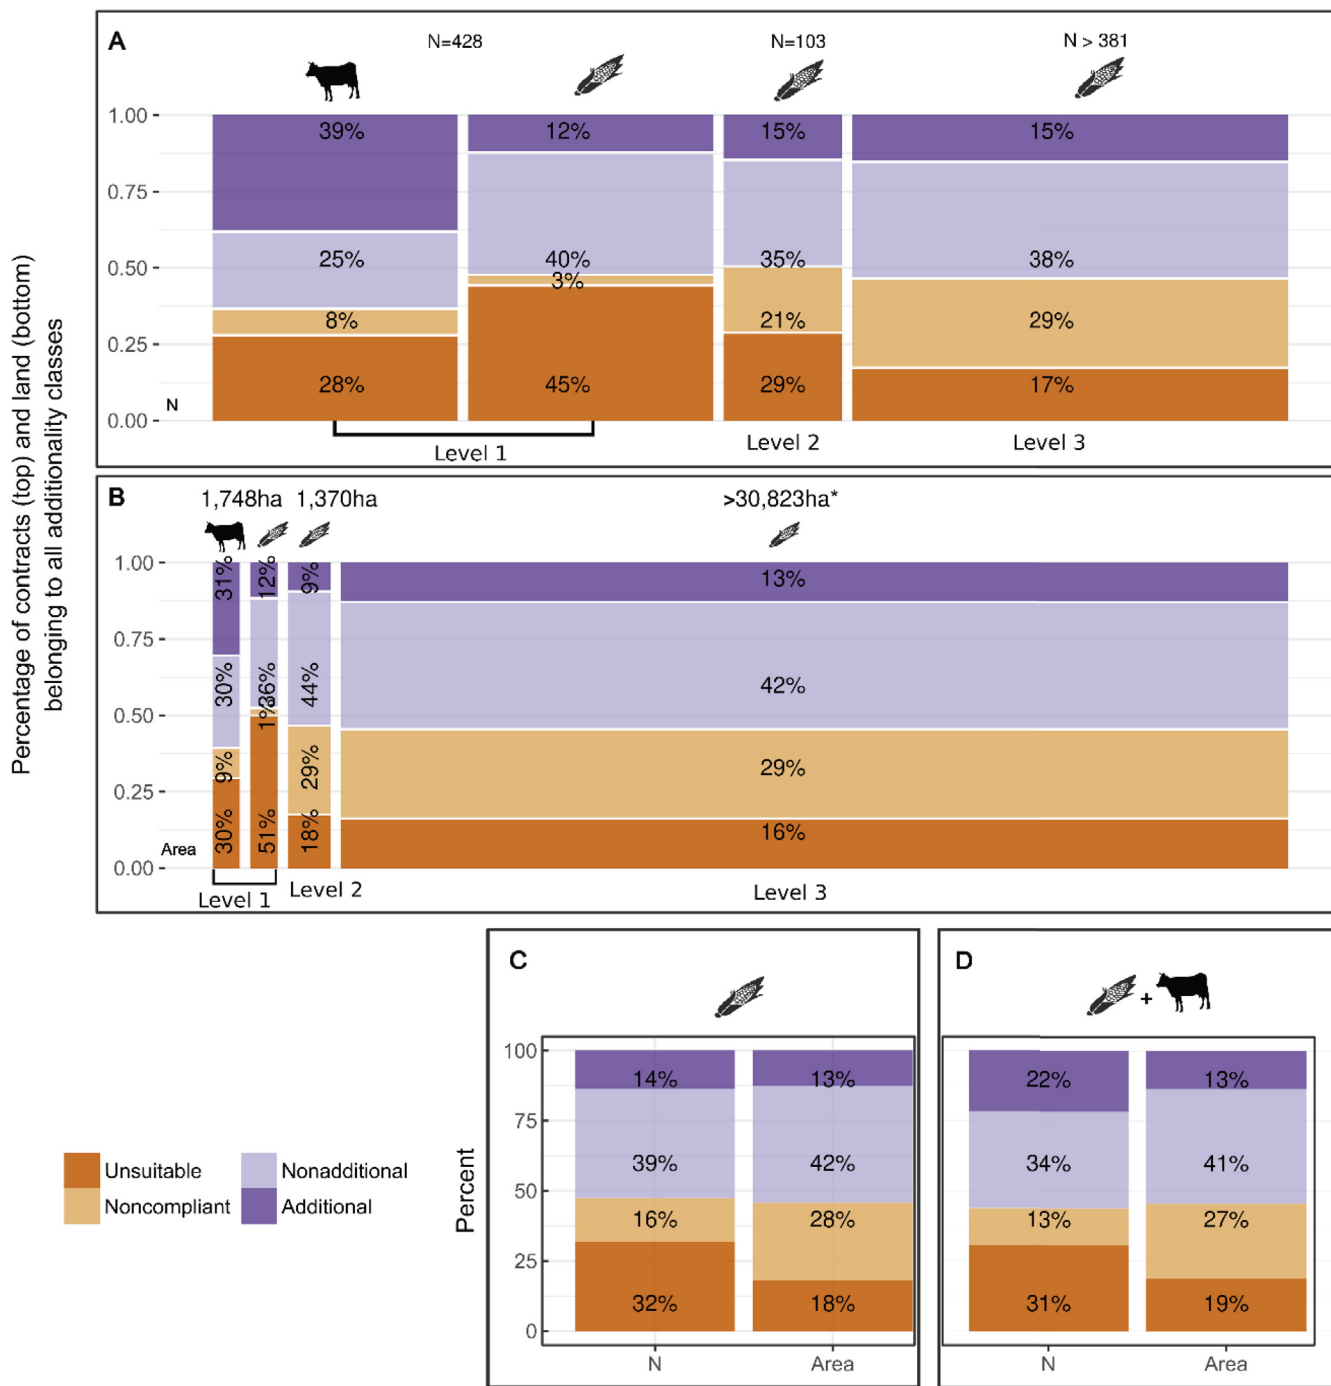 Percentage of contracts (top) and land (bottom)
belonging to all additionality classes
A
N=428
N=103
N > 381
1.00
0.75
0.50
0.25
0.00
N
39%
12%
15%
15%
25%
40%
35%
38%
8%
3%
21%
29%
28%
45%
29%
17%
Level 1
Level 2
Level 3
B
1,748ha
1,370ha
>30,823ha*
1.00
0.75
0.50
0.25
0.00
Area
31%
12%
9%
13%
30%
36%
44%
42%
9%
1%
29%
29%
30%
51%
18%
16%
Level 1
Level 2
Level 3
Unsuitable
Nonadditional
Noncompliant
Additional
C
Percent
100
75
50
25
0
14%
13%
39%
42%
16%
28%
32%
18%
N
Area
D
+
22%
13%
34%
41%
13%
27%
31%
19%
N
Area